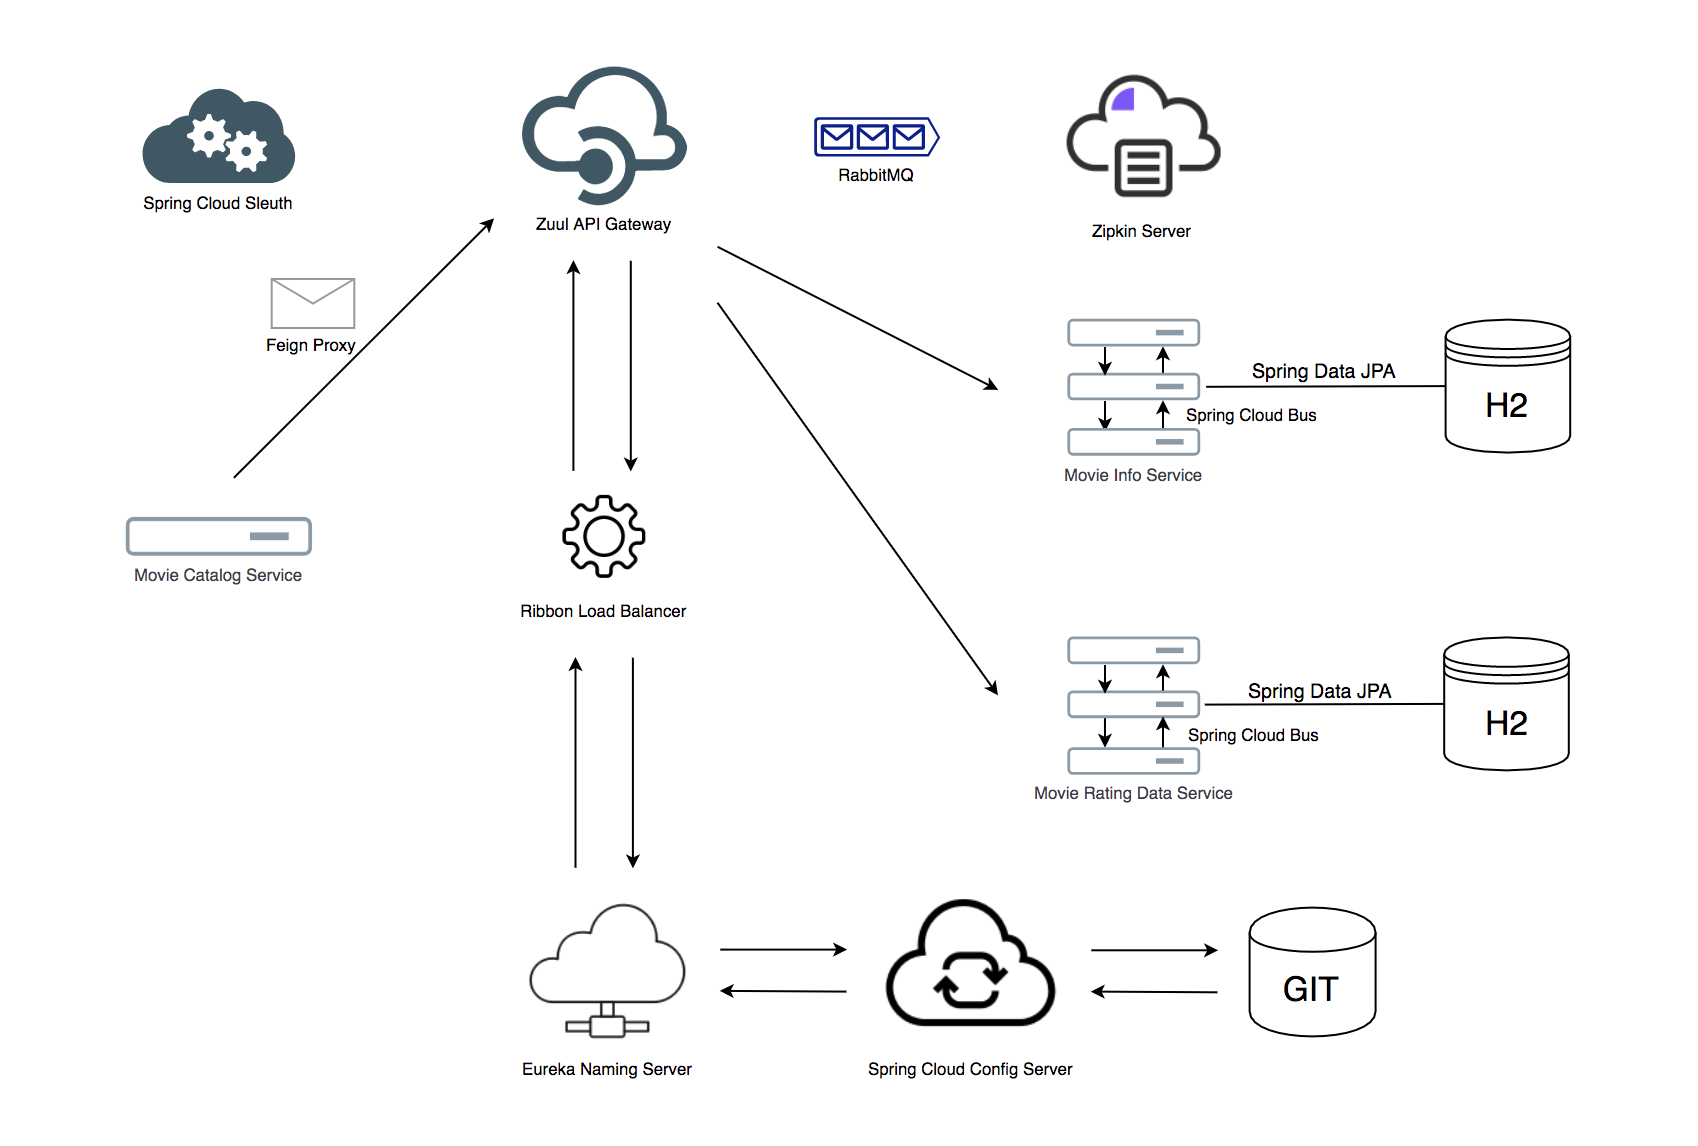 Spring Cloud Sleuth
Zuul API Gateway
RabbitMQ
Zipkin Server
Feign Proxy
Spring Data JPA
H2
Spring Cloud Bus
Movie Info Service
Movie Catalog Service
Ribbon Load Balancer
Spring Data JPA
H2
Spring Cloud Bus
Movie Rating Data Service
GIT
Eureka Naming Server
Spring Cloud Config Server